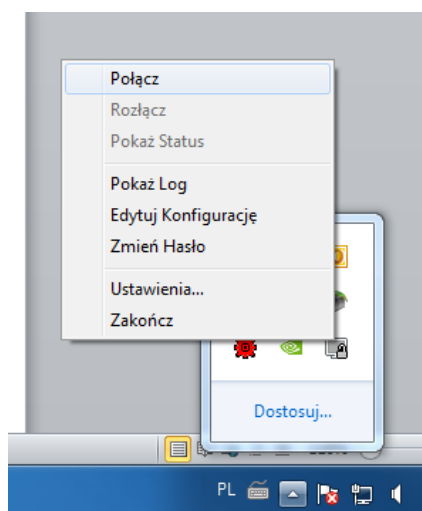 Połącz
Rozłącz
Pokaż Status
Pokaż Log
Edytuj Konfigurację
Zmień Hasło
Ustawienia...
Zakończ
Dostosuj...
PL